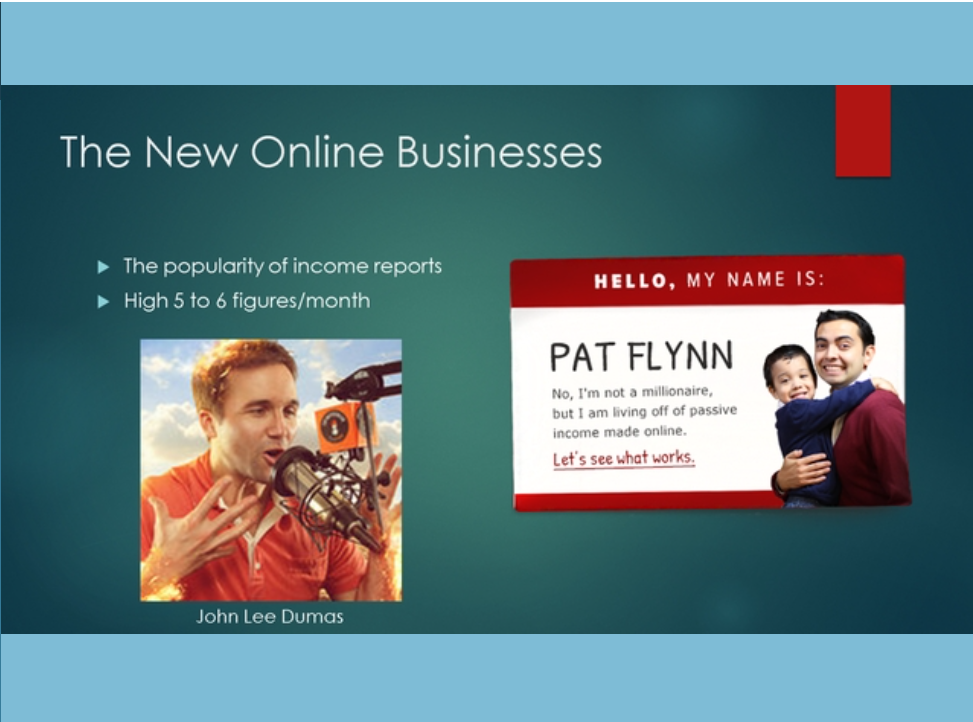 The New Online Businesses
The popularity of income reports
High 5 to 6 figures/month
John Lee Dumas
HELLO, MY NAME IS:
PAT FLYNN
No, I'm not a millionaire,
but I am living off of passive
income made online.
Let's see what works.